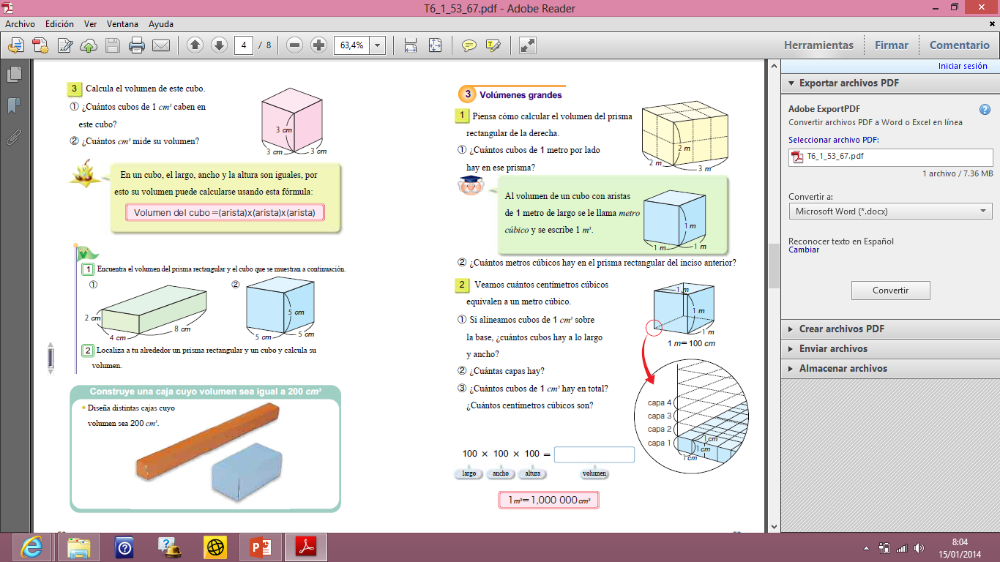 T6_1_53_67.pdf - Adobe Reader
Archivo Edición Ver Ventana Ayuda
4 / 8 63,4% Herramientas Firmar Comentario
3 Calcula el volumen de este cubo.
① ¿Cuántos cubos de 1 cm³ caben en
este cubo?
② ¿Cuántos cm³ mide su volumen?
3 cm
3 cm 3 cm
En un cubo, el largo, ancho y la altura son iguales, por
esto su volumen puede calcularse usando esta fórmula:
Volumen del cubo=(arista)x(arista)x(arista)
1 Encuentra el volumen del prisma rectangular y el cubo que se muestran a continuación.
① ②
2 cm
4 cm 8 cm
5 cm
5 cm 5 cm
2 Localiza a tu alrededor un prisma rectangular y un cubo y calcula su
volumen.
Construye una caja cuyo volumen sea igual a 200 cm³
• Diseña distintas cajas cuyo
volumen sea 200 cm³.
3 Volúmenes grandes
1 Piensa cómo calcular el volumen del prisma
rectangular de la derecha.
① ¿Cuántos cubos de 1 metro por lado
hay en ese prisma?
2 m
2 m 3 m
Al volumen de un cubo con aristas
de 1 metro de largo se le llama metro
cúbico y se escribe 1 m³.
1 m
1 m 1 m
② ¿Cuántos metros cúbicos hay en el prisma rectangular del inciso anterior?
2 Veamos cuántos centímetros cúbicos
equivalen a un metro cúbico.
① Si alineamos cubos de 1 cm³ sobre
la base, ¿cuántos cubos hay a lo largo
y ancho?
② ¿Cuántas capas hay?
③ ¿Cuántos cubos de 1 cm³ hay en total?
¿Cuántos centímetros cúbicos son?
1 m
1 m
1 m
1 m=100 cm
capa 4
capa 3
capa 2
capa 1
1 cm
1 cm
1 cm
100 × 100 × 100 =
largo ancho altura volumen
1m³=1,000 000cm³
Iniciar sesión
Exportar archivos PDF
Adobe ExportPDF
Convertir archivos PDF a Word o Excel en línea
Seleccionar archivo PDF:
T6_1_53_67.pdf
1 archivo / 7.36 MB
Convertir a:
Microsoft Word (*.docx)
Reconocer texto en Español
Cambiar
Convertir
Crear archivos PDF
Enviar archivos
Almacenar archivos
8:04
15/01/2014